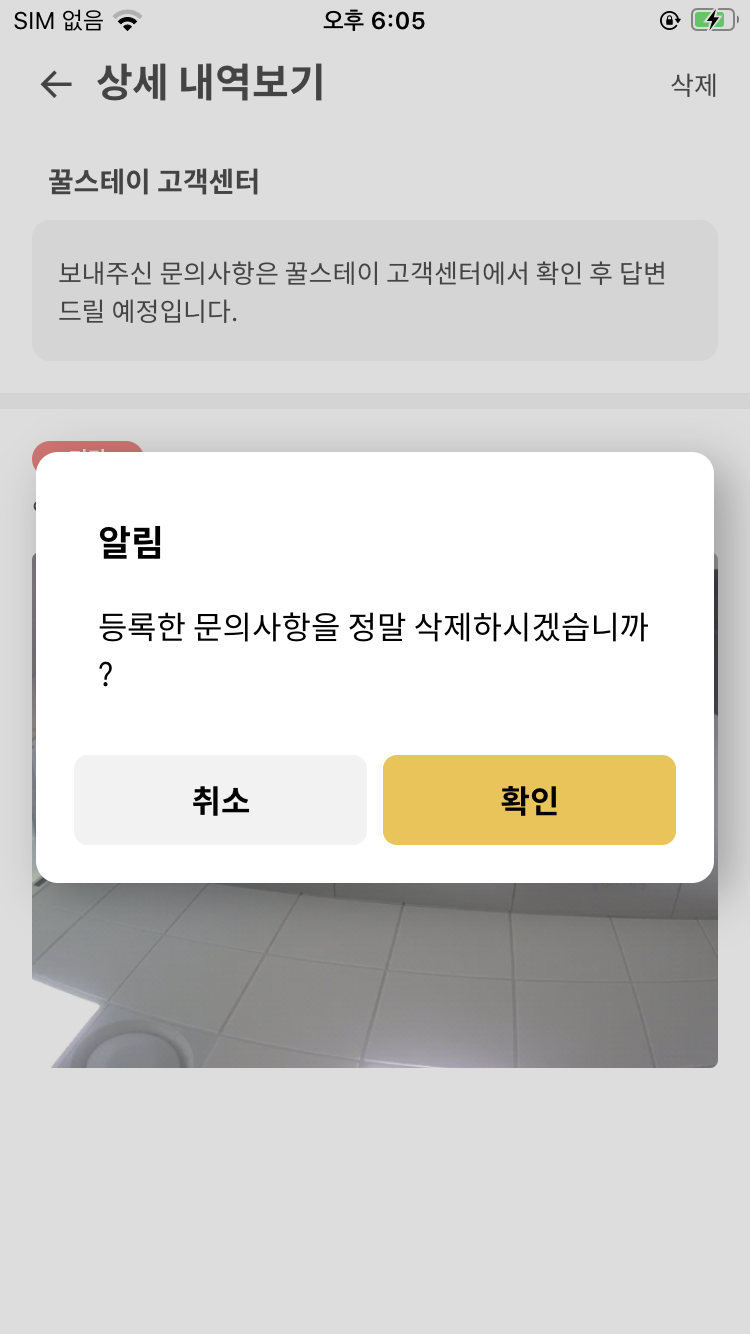 SIM 없음
오후 6:05
상세 내역보기
삭제
꿀스테이 고객센터
보내주신 문의사항은 꿀스테이 고객센터에서 확인 후 답변
드릴 예정입니다.
알림
등록한 문의사항을 정말 삭제하시겠습니까
?
취소
확인